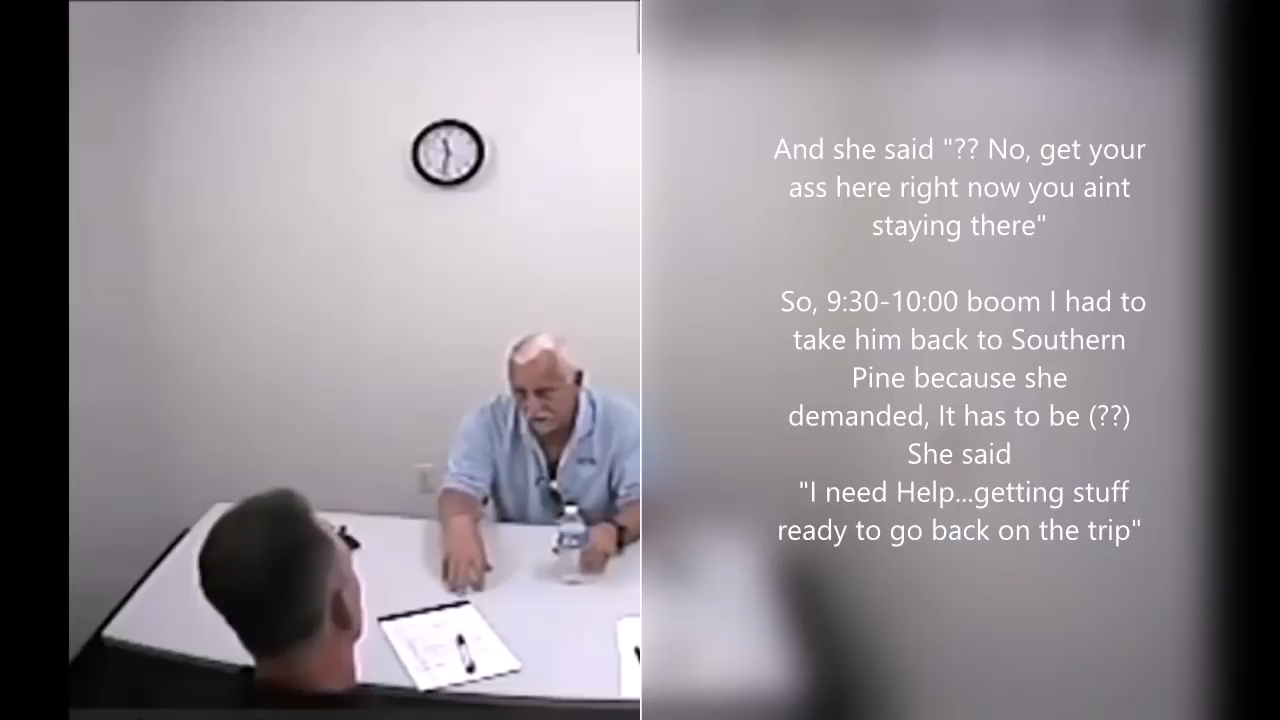 And she said "?? No, get your
ass here right now you aint
staying there"
So, 9:30-10:00 boom I had to
take him back to Southern
Pine because she
demanded, It has to be (??)
She said
"I need Help...getting stuff
ready to go back on the trip"